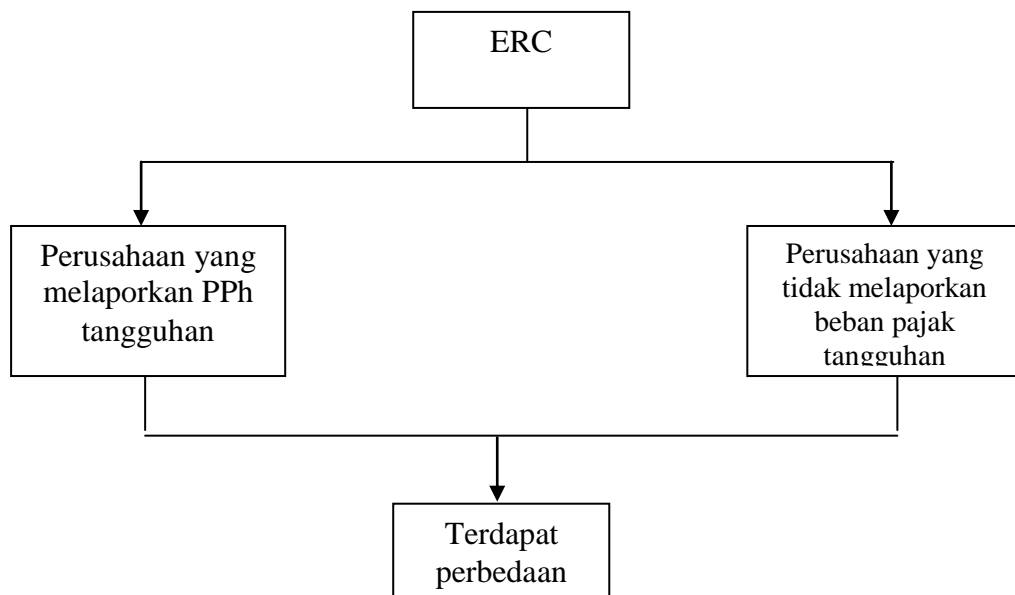 ERC
Perusahaan yang
melaporkan PPh
tangguhan
Perusahaan yang
tidak melaporkan
beban pajak
tangguhan
Terdapat
perbedaan